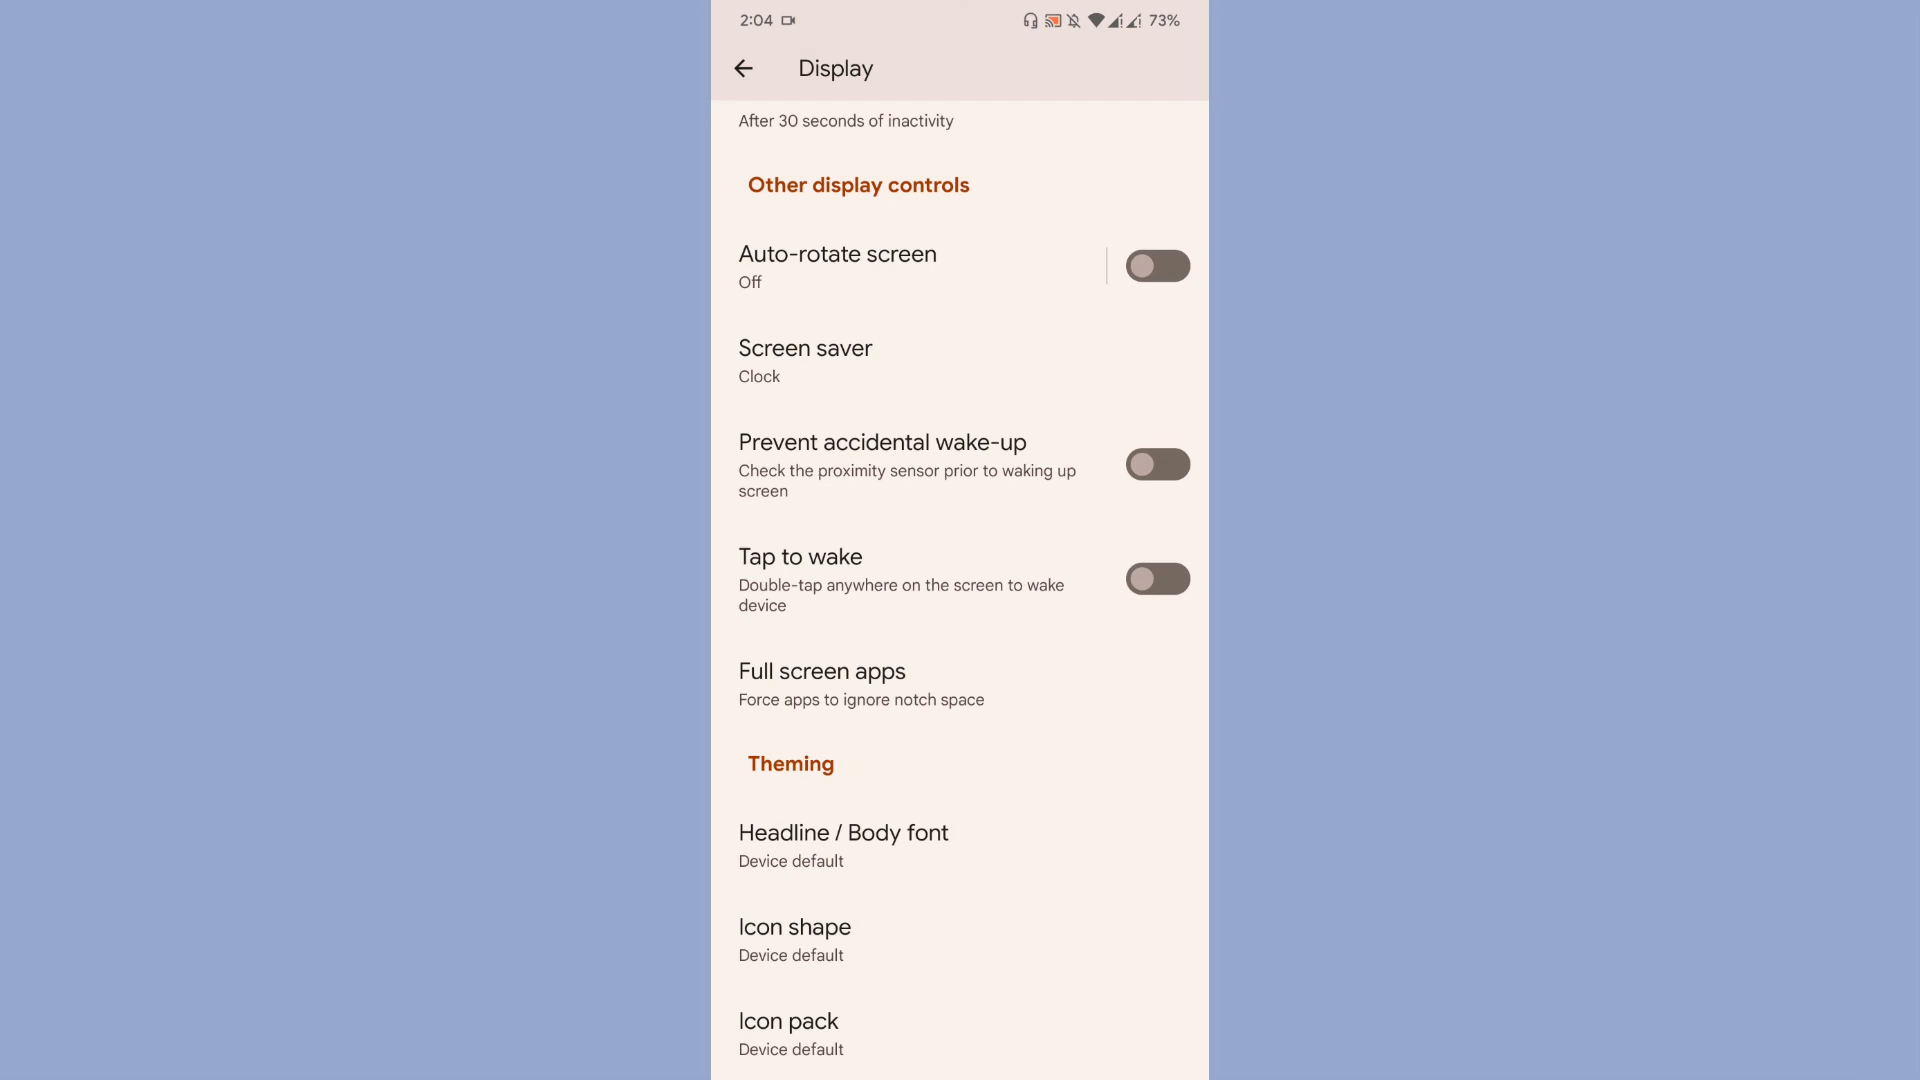 2:04
73%
Display
After 30 seconds of inactivity
Other display controls
Auto-rotate screen
Off
Screen saver
Clock
Prevent accidental wake-up
Check the proximity sensor prior to waking up
screen
Tap to wake
Double-tap anywhere on the screen to wake
device
Full screen apps
Force apps to ignore notch space
Theming
Headline / Body font
Device default
Icon shape
Device default
Icon pack
Device default